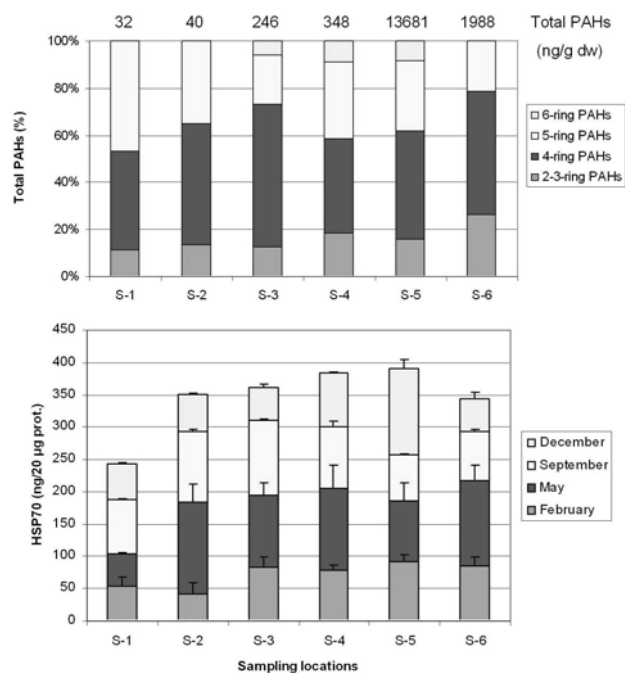 32 40 246 348 13681 1988 Total PAHs
(ng/g dw)
100%
80%
60%
40%
20%
0%
Total PAHs (%)
S-1 S-2 S-3 S-4 S-5 S-6
6-ring PAHs
5-ring PAHs
4-ring PAHs
2-3-ring PAHs
450
400
350
300
250
200
150
100
50
0
HSP70 (ng/20 µg prot.)
S-1 S-2 S-3 S-4 S-5 S-6
Sampling locations
December
September
May
February